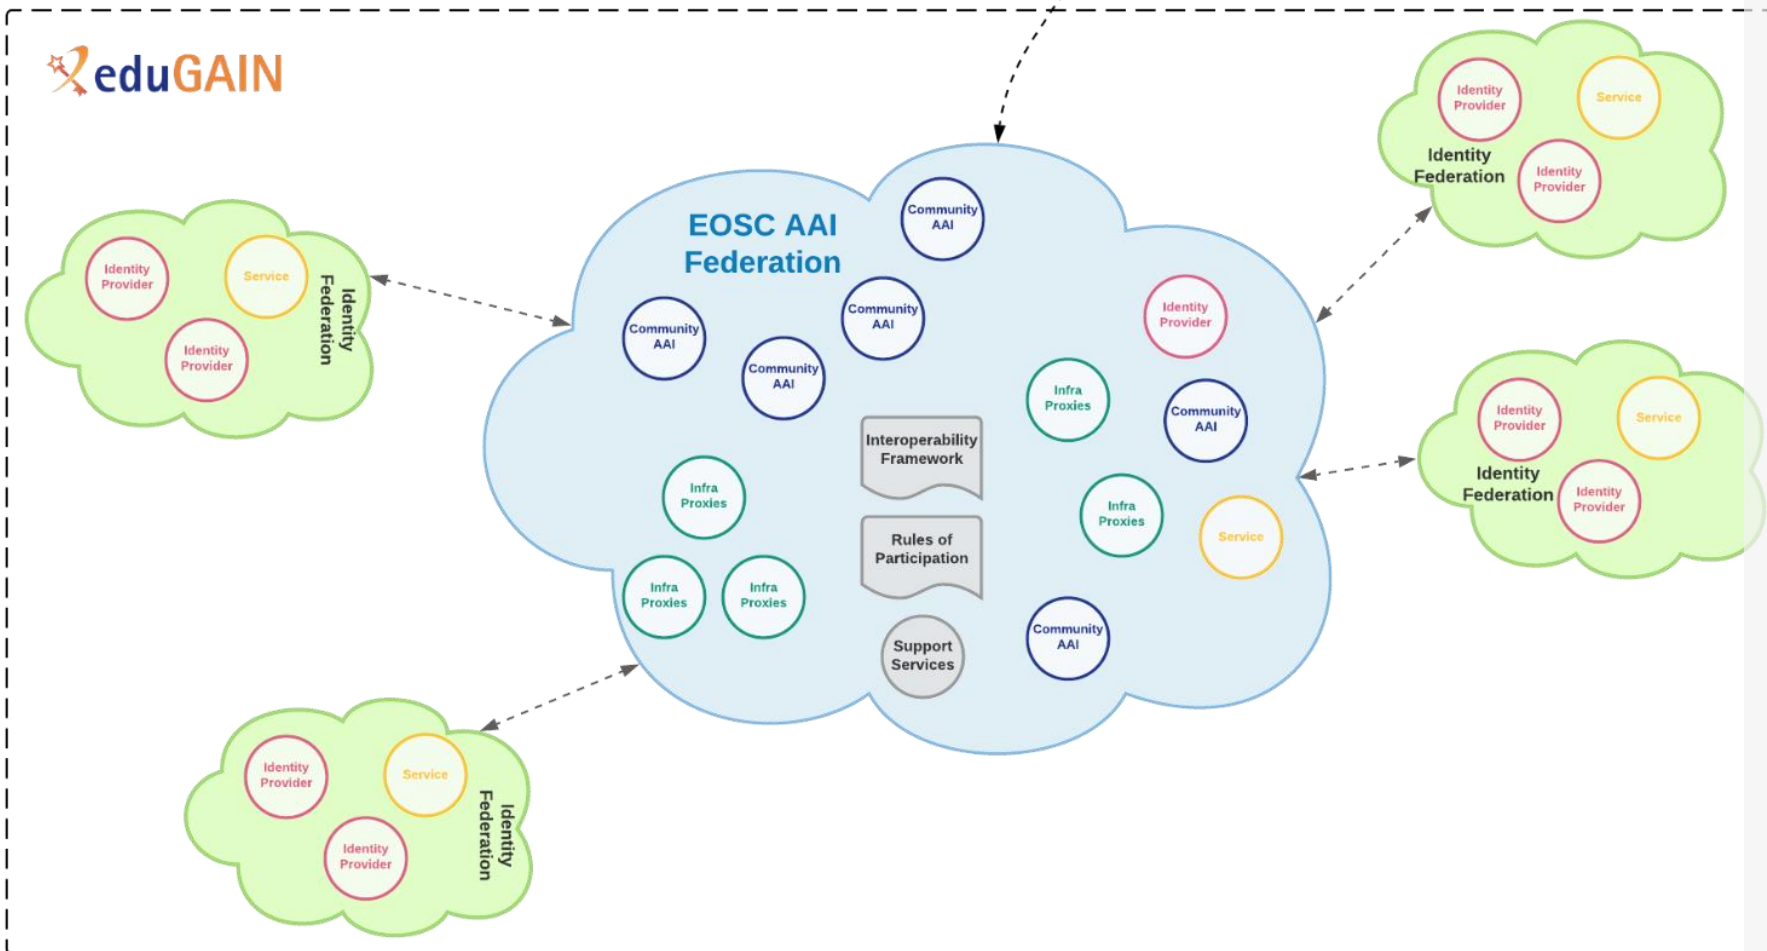 eduGAIN
EOSC AAI
Federation
Community
AAI
Community
AAI
Community
AAI
Community
AAI
Identity
Provider
Infra
Proxies
Community
AAI
Interoperability
Framework
Infra
Proxies
Infra
Proxies
Rules of
Participation
Service
Infra
Proxies
Infra
Proxies
Support
Services
Community
AAI
Identity
Provider
Service
Identity
Provider
Identity
Federation
Identity
Provider
Service
Identity
Provider
Identity
Federation
Identity
Provider
Service
Identity
Federation
Identity
Provider
Identity
Provider
Service
Identity
Federation
Identity
Provider